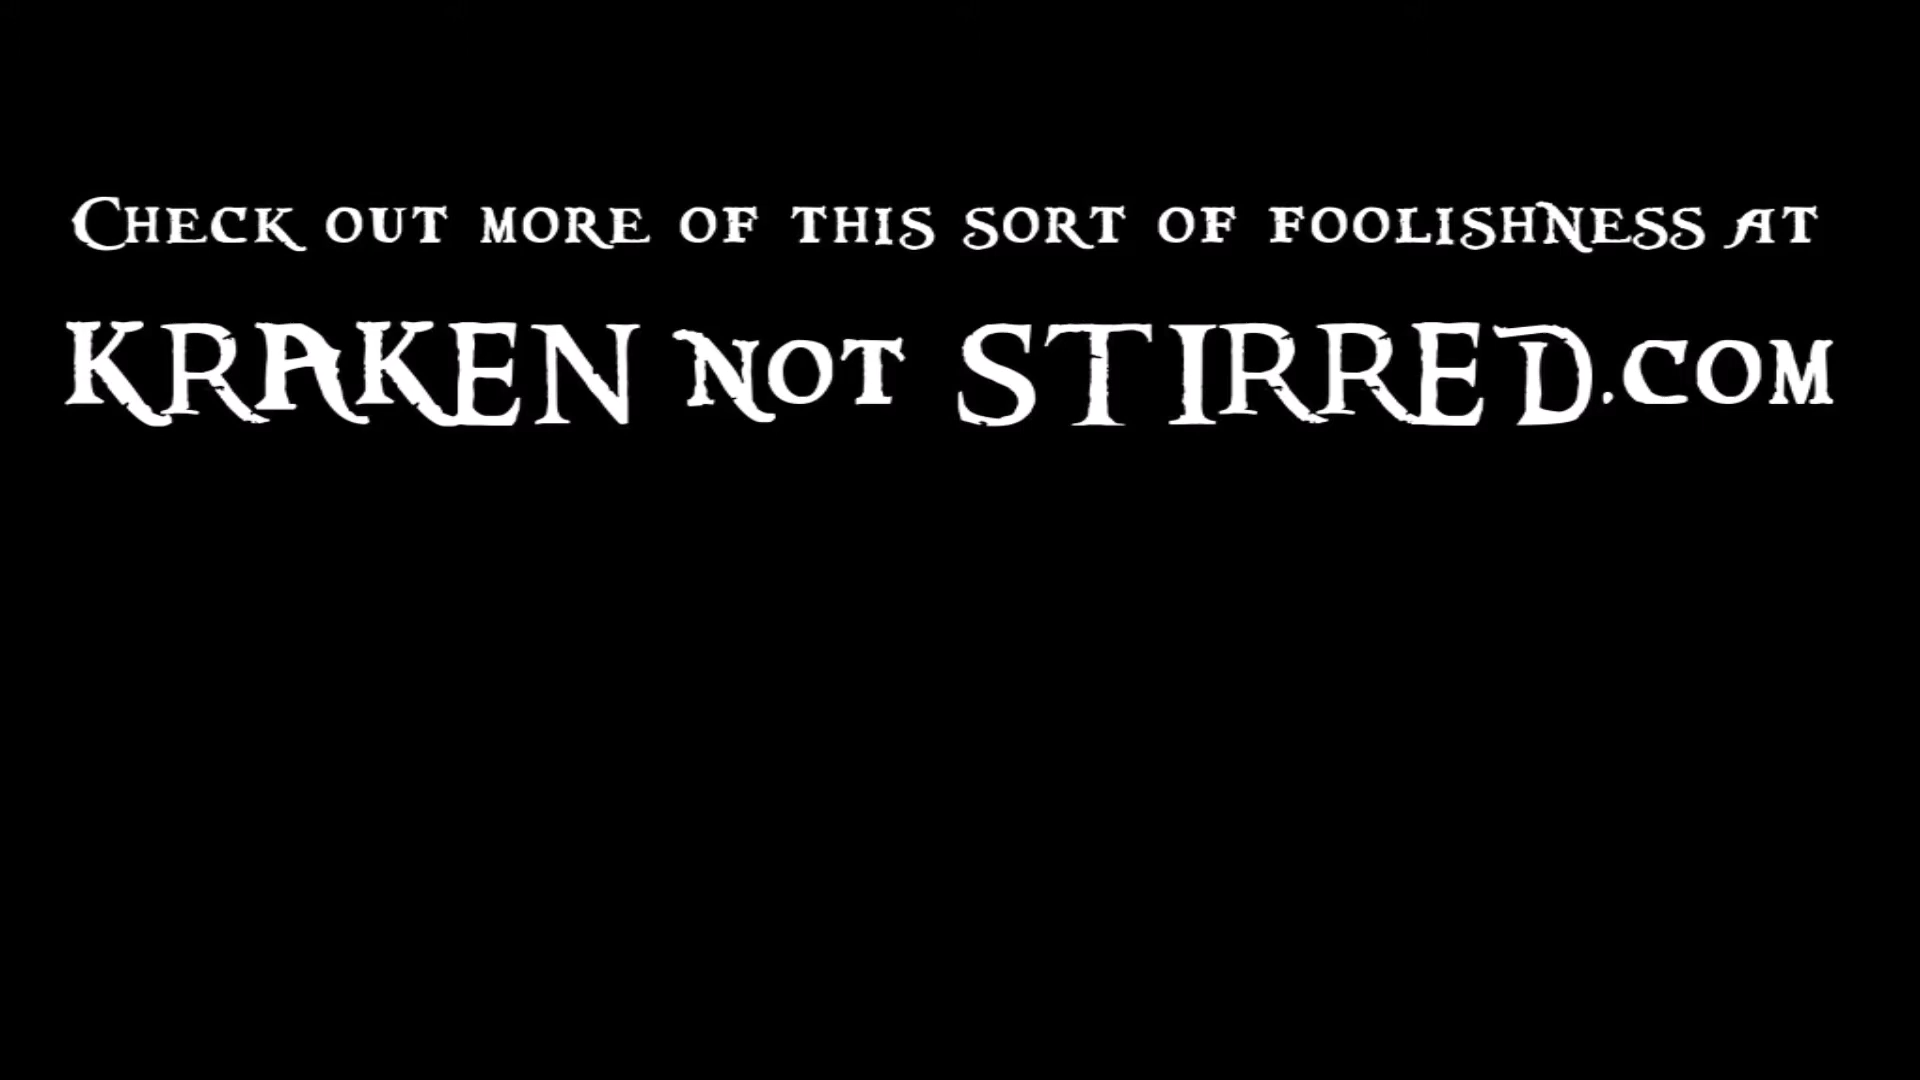 Check out more of this sort of foolishness at
KRAKEN not STIRRED.com